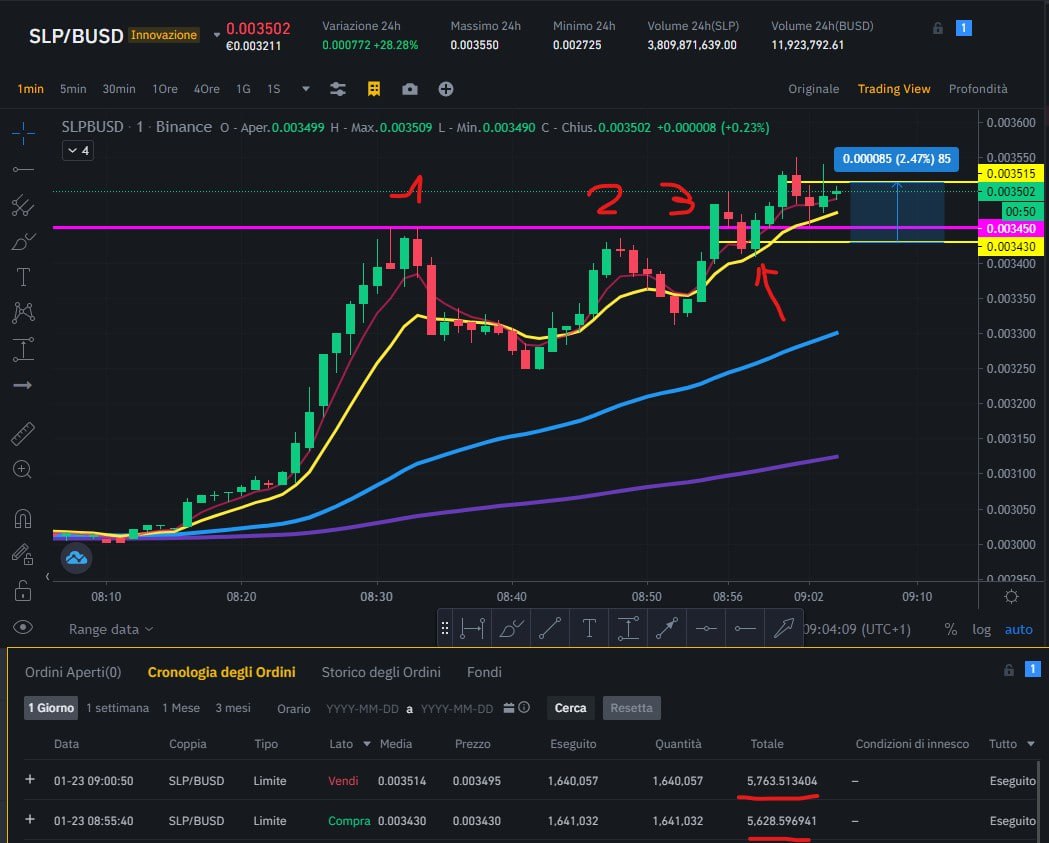 SLP/BUSD Innovazione 0.003502 €0.003211
Variazione 24h 0.000772 +28.28%
Massimo 24h 0.003550
Minimo 24h 0.002725
Volume 24h(SLP) 3,809,871,639.00
Volume 24h(BUSD) 11,923,792.61
1
1min 5min 30min 1Ore 4Ore 1G 1S
Originale Trading View Profondità
SLPBUSD · 1 · Binance O - Aper.0.003499 H - Max.0.003509 L - Min.0.003490 C - Chius.0.003502 +0.000008 (+0.23%)
4
0.000085 (2.47%) 85
1
2
3
0.003600
0.003550
0.003515
0.003502
00:50
0.003450
0.003430
0.003400
0.003350
0.003300
0.003250
0.003200
0.003150
0.003100
0.003050
0.003000
0.002950
08:10 08:20 08:30 08:40 08:50 08:56 09:02 09:10
Range data
09:04:09 (UTC+1) % log auto
Ordini Aperti(0) Cronologia degli Ordini Storico degli Ordini Fondi 1
1 Giorno 1 settimana 1 Mese 3 mesi Orario YYYY-MM-DD a YYYY-MM-DD Cerca Resetta
Data Coppia Tipo Lato Media Prezzo Eseguito Quantità Totale Condizioni di innesco Tutto
+ 01-23 09:00:50 SLP/BUSD Limite Vendi 0.003514 0.003495 1,640,057 1,640,057 5,763.513404 – Eseguito
+ 01-23 08:55:40 SLP/BUSD Limite Compra 0.003430 0.003430 1,641,032 1,641,032 5,628.596941 – Eseguito